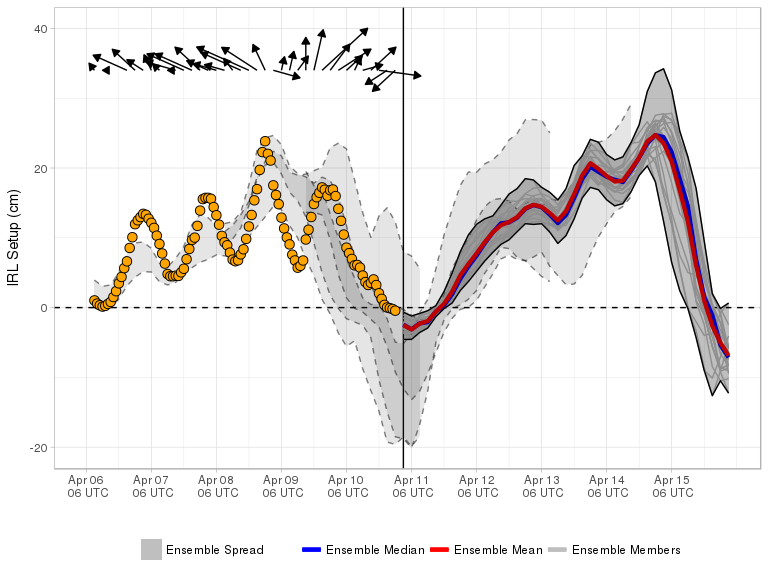 40
20
0
-20
IRL Setup (cm)
Apr 06 Apr 07 Apr 08 Apr 09 Apr 10 Apr 11 Apr 12 Apr 13 Apr 14 Apr 15
06 UTC 06 UTC 06 UTC 06 UTC 06 UTC 06 UTC 06 UTC 06 UTC 06 UTC 06 UTC
Ensemble Spread Ensemble Median Ensemble Mean Ensemble Members